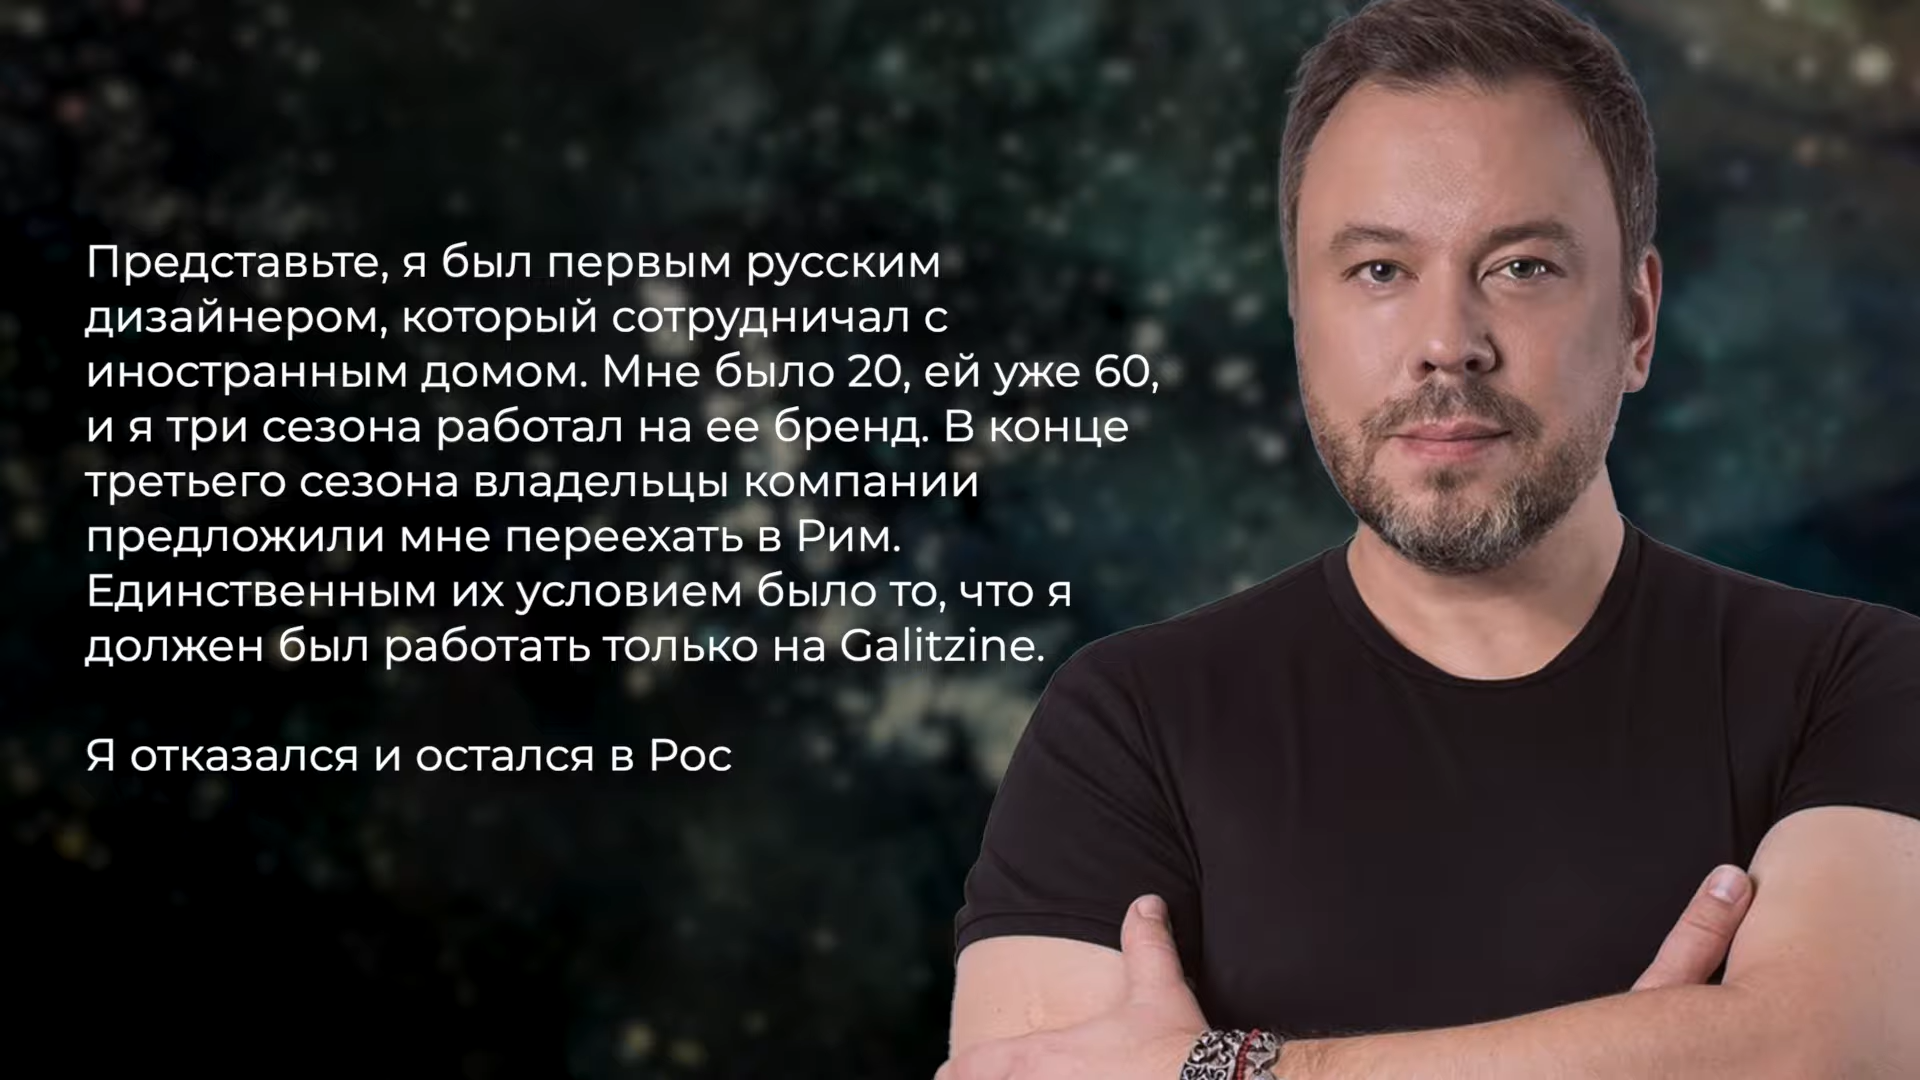 Представьте, я был первым русским
дизайнером, который сотрудничал с
иностранным домом. Мне было 20, ей уже 60,
и я три сезона работал на ее бренд. В конце
третьего сезона владельцы компании
предложили мне переехать в Рим.
Единственным их условием было то, что я
должен был работать только на Galitzine.
Я отказался и остался в Рос